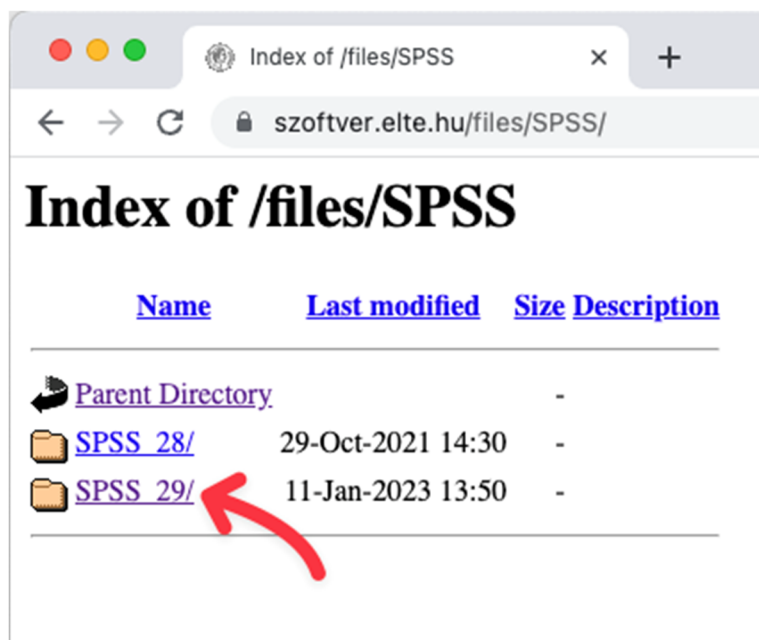 Index of /files/SPSS
szoftver.elte.hu/files/SPSS/
Index of /files/SPSS
Name Last modified Size Description
Parent Directory -
SPSS_28/ 29-Oct-2021 14:30 -
SPSS_29/ 11-Jan-2023 13:50 -